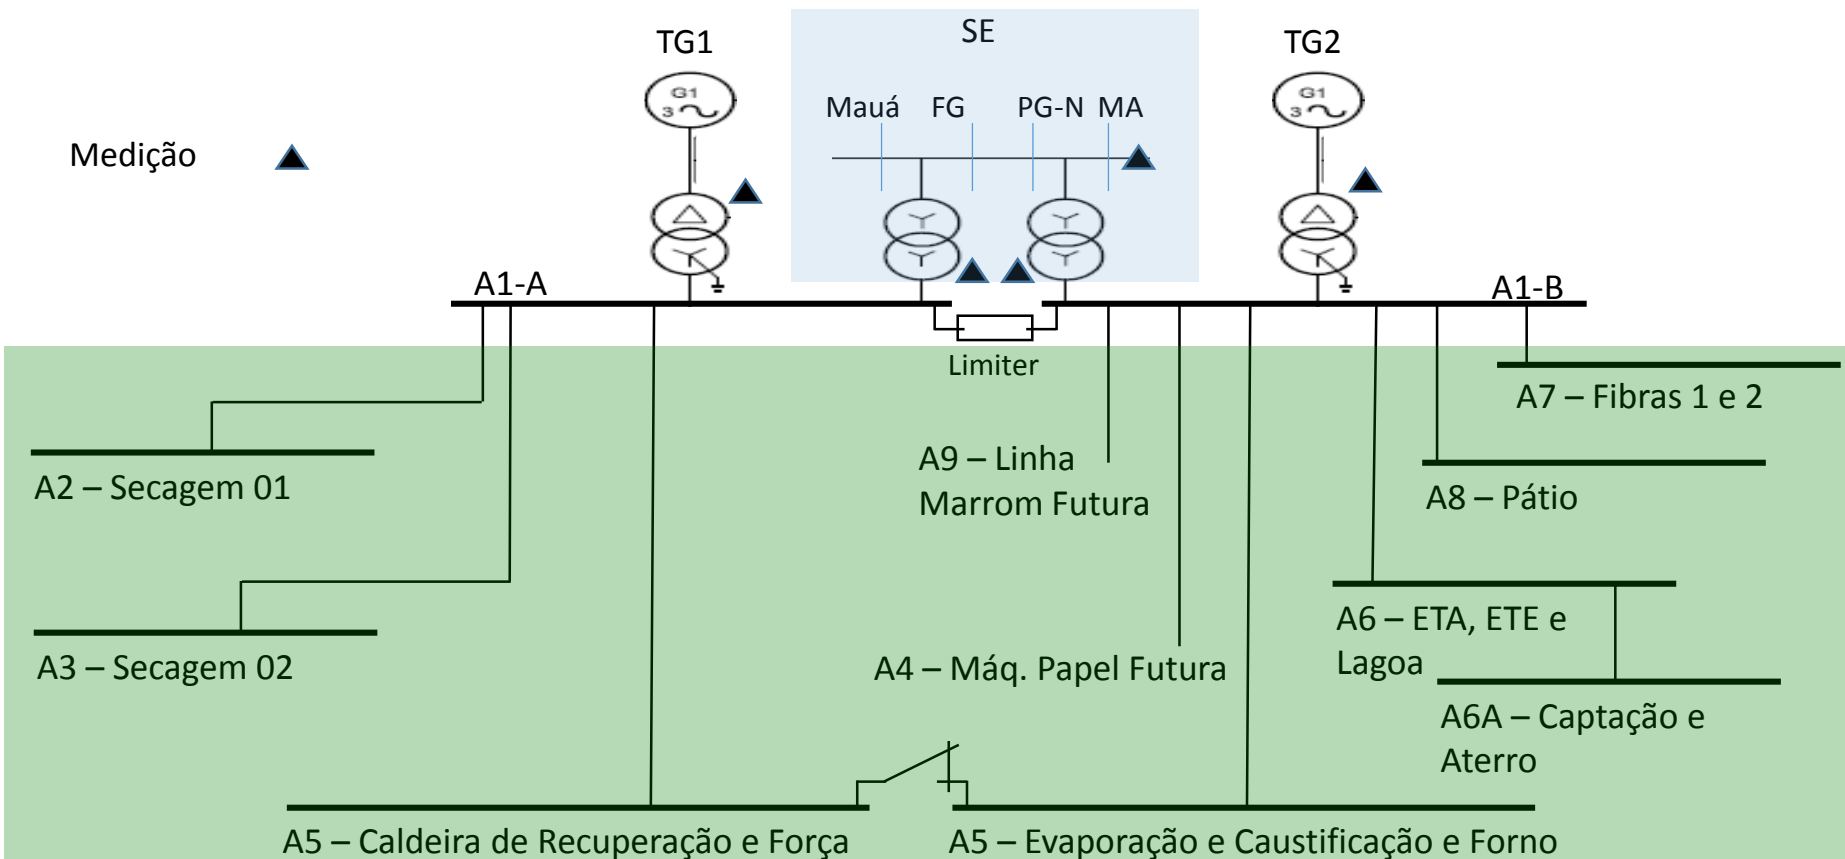 SE
TG1
TG2
G1
3
G1
3
Mauá FG PG-N MA
Medição
A1-A
A1-B
Limiter
A7 – Fibras 1 e 2
A2 – Secagem 01
A9 – Linha
Marrom Futura
A8 – Pátio
A3 – Secagem 02
A4 – Máq. Papel Futura
A6 – ETA, ETE e
Lagoa
A6A – Captação e
Aterro
A5 – Caldeira de Recuperação e Força
A5 – Evaporação e Caustificação e Forno